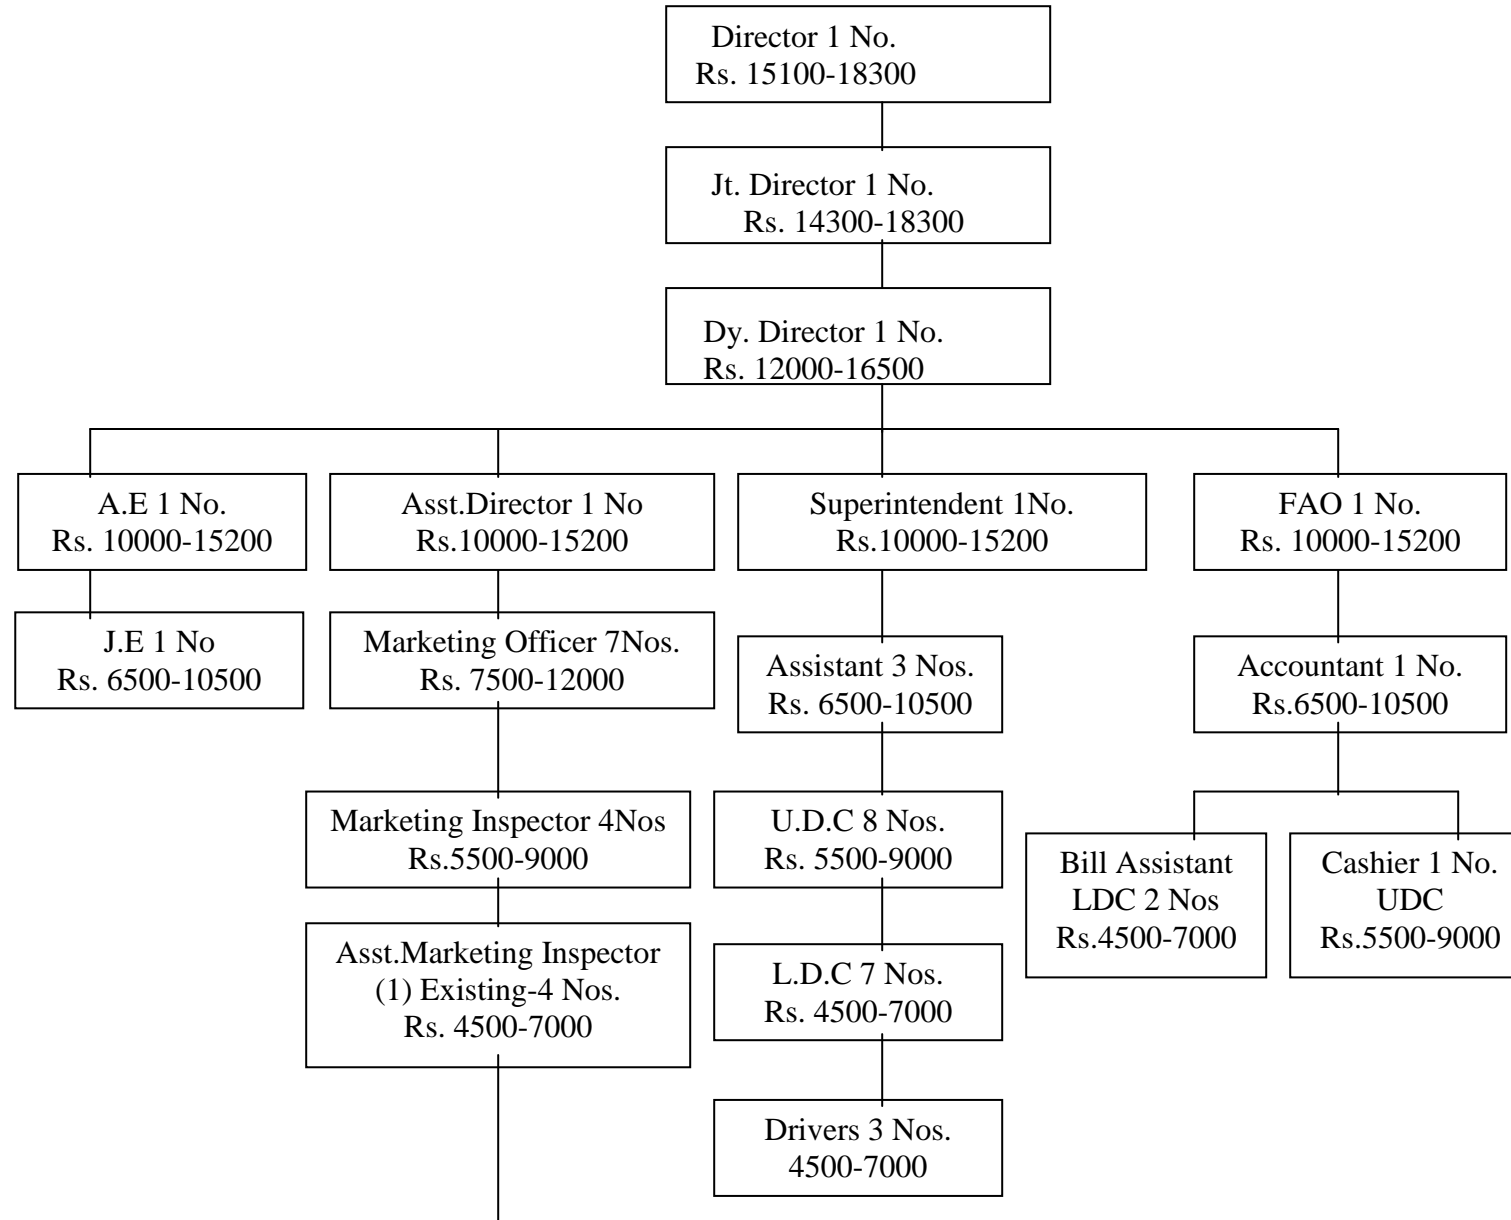 Director 1 No.
Rs. 15100-18300
Jt. Director 1 No.
Rs. 14300-18300
Dy. Director 1 No.
Rs. 12000-16500
A.E 1 No.
Rs. 10000-15200
Asst.Director 1 No
Rs.10000-15200
Superintendent 1No.
Rs.10000-15200
FAO 1 No.
Rs. 10000-15200
J.E 1 No
Rs. 6500-10500
Marketing Officer 7Nos.
Rs. 7500-12000
Assistant 3 Nos.
Rs. 6500-10500
Accountant 1 No.
Rs.6500-10500
Marketing Inspector 4Nos
Rs.5500-9000
U.D.C 8 Nos.
Rs. 5500-9000
Bill Assistant
LDC 2 Nos
Rs.4500-7000
Cashier 1 No.
UDC
Rs.5500-9000
Asst.Marketing Inspector
(1) Existing-4 Nos.
Rs. 4500-7000
L.D.C 7 Nos.
Rs. 4500-7000
Drivers 3 Nos.
4500-7000